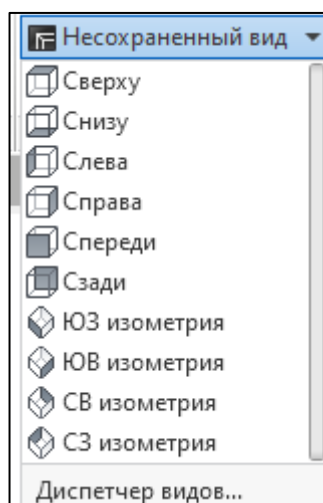 Несохраненный вид
Сверху
Снизу
Слева
Справа
Спереди
Сзади
ЮЗ изометрия
ЮВ изометрия
СВ изометрия
СЗ изометрия
Диспетчер видов...